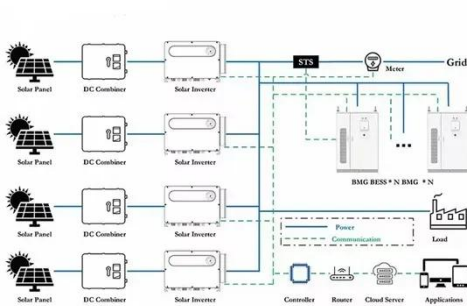 STS
Meter
Grid
Solar Panel
DC Combiner
Solar Inverter
Solar Panel
DC Combiner
Solar Inverter
BMG BESS * N BMG * N
Solar Panel
DC Combiner
Solar Inverter
Power
Communication
Load
Solar Panel
DC Combiner
Solar Inverter
Controller
Router
Cloud Server
Applications